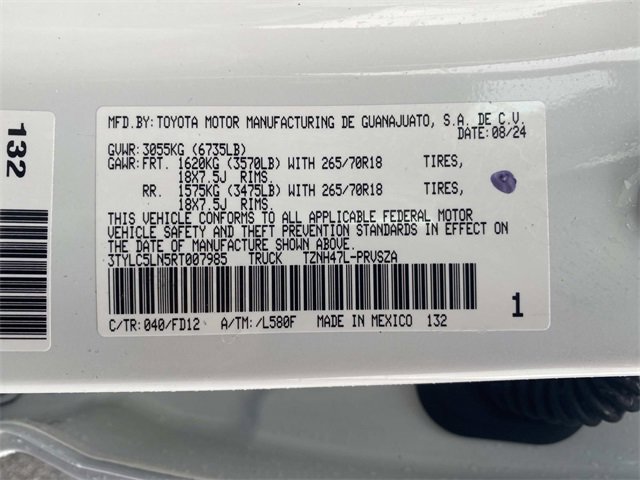 132
MFD.BY: TOYOTA MOTOR MANUFACTURING DE GUANAJUATO, S.A. DE C.V.
DATE: 08/24
GVWR: 3055KG (6735LB)
GAWR: FRT. 1620KG (3570LB) WITH 265/70R18 TIRES,
18X7.5J RIMS.
RR. 1575KG (3475LB) WITH 265/70R18 TIRES,
18X7.5J RIMS.
THIS VEHICLE CONFORMS TO ALL APPLICABLE FEDERAL MOTOR
VEHICLE SAFETY AND THEFT PREVENTION STANDARDS IN EFFECT ON
THE DATE OF MANUFACTURE SHOWN ABOVE.
3TYLC5LN5RT007985 TRUCK TZNH47L-PRVSZA
C/TR: 040/FD12 A/TM: /L580F MADE IN MEXICO 132
1